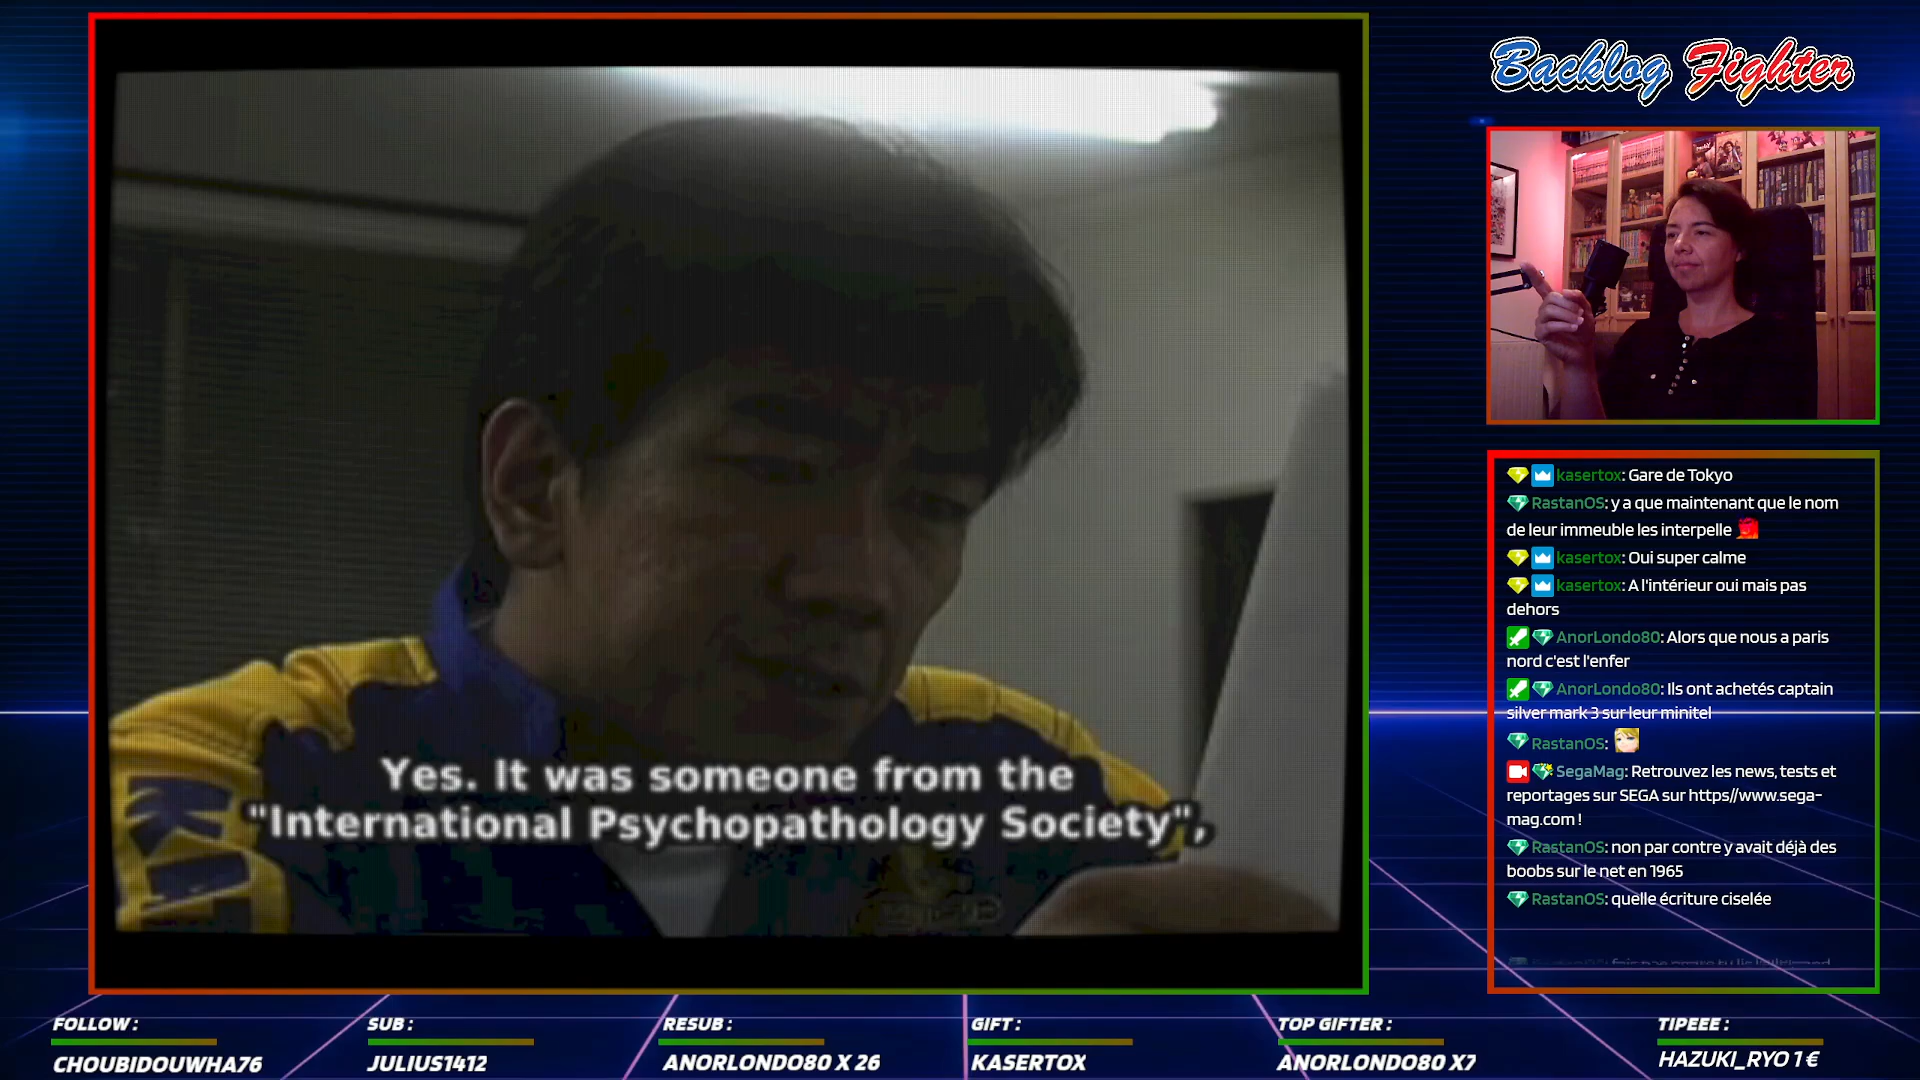 Backlog Fighter
Yes. It was someone from the
"International Psychopathology Society",
kasertox: Gare de Tokyo
RastanOS: y a que maintenant que le nom
de leur immeuble les interpelle
kasertox: Oui super calme
kasertox: A l'intérieur oui mais pas
dehors
AnorLondo80: Alors que nous a paris
nord c'est l'enfer
AnorLondo80: Ils ont achetés captain
silver mark 3 sur leur minitel
RastanOS:
SegaMag: Retrouvez les news, tests et
reportages sur SEGA sur https//www.sega-
mag.com !
RastanOS: non par contre y avait déjà des
boobs sur le net en 1965
RastanOS: quelle écriture ciselée
FOLLOW :
CHOUBIDOUWHA76
SUB :
JULIUS1412
RESUB :
ANORLONDO80 X 26
GIFT :
KASERTOX
TOP GIFTER :
ANORLONDO80 X7
TIPEEE :
HAZUKI_RYO 1 €